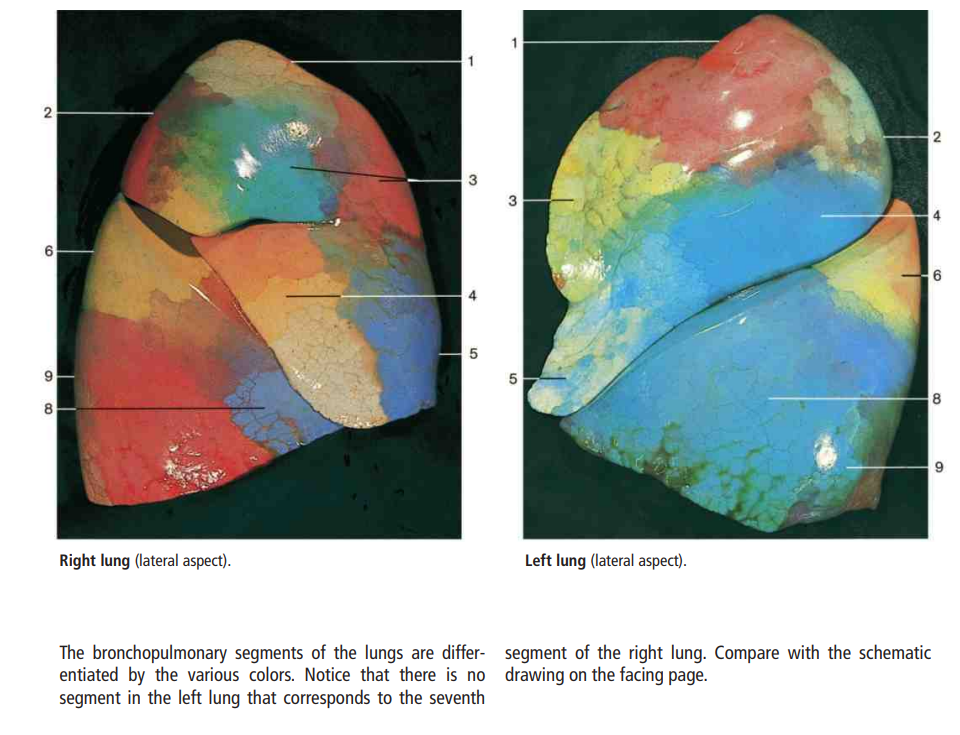 1
2
3
6
4
5
9
8
1
2
3
4
6
5
8
9
Right lung (lateral aspect).
Left lung (lateral aspect).
The bronchopulmonary segments of the lungs are differ-
entiated by the various colors. Notice that there is no
segment in the left lung that corresponds to the seventh
segment of the right lung. Compare with the schematic
drawing on the facing page.